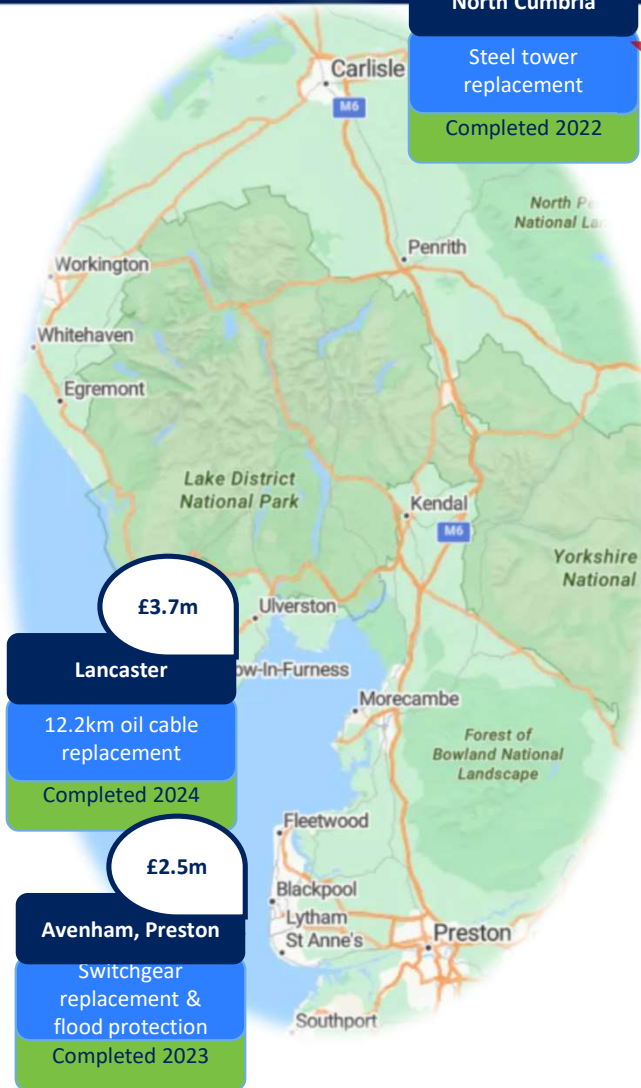 North Cumbria
Steel tower
replacement
Completed 2022
Carlisle
M6
North Pe
National La
Penrith
Workington
Whitehaven
Egremont
Lake District
National Park
Kendal
M6
Yorkshire
National
£3.7m
Ulverston
Lancaster
ow-In-Furness
12.2km oil cable
replacement
Completed 2024
Morecambe
Forest of
Bowland National
Landscape
Fleetwood
£2.5m
Blackpool
Lytham
St Anne's
Avenham, Preston
Preston
Switchgear
replacement &
flood protection
Completed 2023
Southport